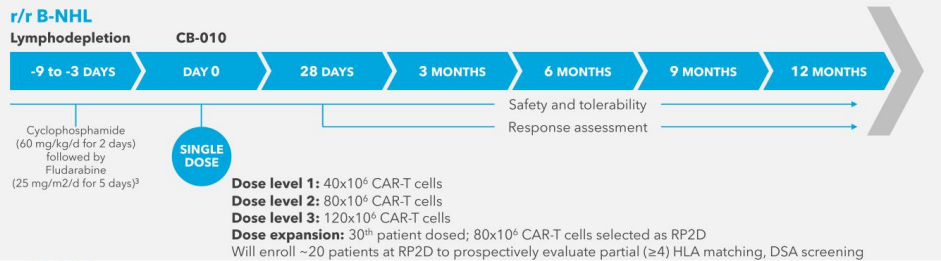 r/r B-NHL
Lymphodepletion CB-010
-9 to -3 DAYS DAY 0 28 DAYS 3 MONTHS 6 MONTHS 9 MONTHS 12 MONTHS
Safety and tolerability
Response assessment
Cyclophosphamide
(60 mg/kg/d for 2 days)
followed by
Fludarabine
(25 mg/m2/d for 5 days)³
SINGLE
DOSE
Dose level 1: 40x10⁶ CAR-T cells
Dose level 2: 80x10⁶ CAR-T cells
Dose level 3: 120x10⁶ CAR-T cells
Dose expansion: 30th patient dosed; 80x10⁶ CAR-T cells selected as RP2D
Will enroll ~20 patients at RP2D to prospectively evaluate partial (≥4) HLA matching, DSA screening